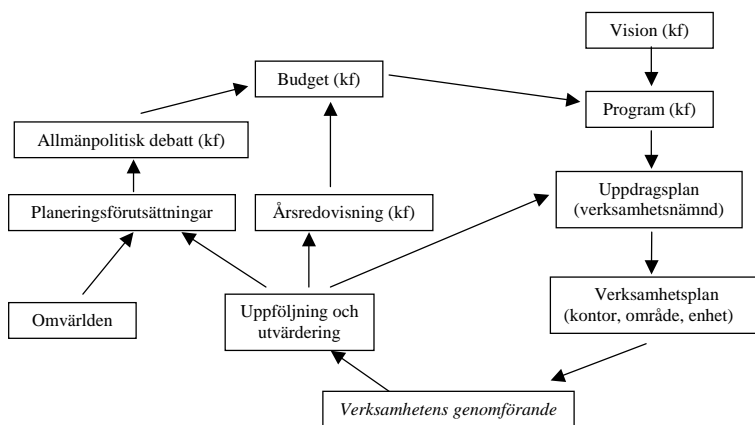 Vision (kf)
Budget (kf)
Program (kf)
Allmänpolitisk debatt (kf)
Planeringsförutsättningar
Årsredovisning (kf)
Uppdragsplan
(verksamhetsnämnd)
Omvärlden
Uppföljning och
utvärdering
Verksamhetsplan
(kontor, område, enhet)
Verksamhetens genomförande